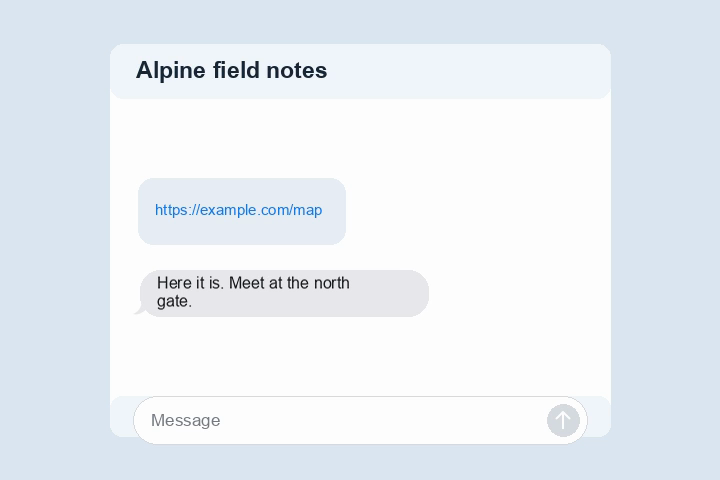 Alpine field notes
https://example.com/map
Here it is. Meet at the north
gate.
Message